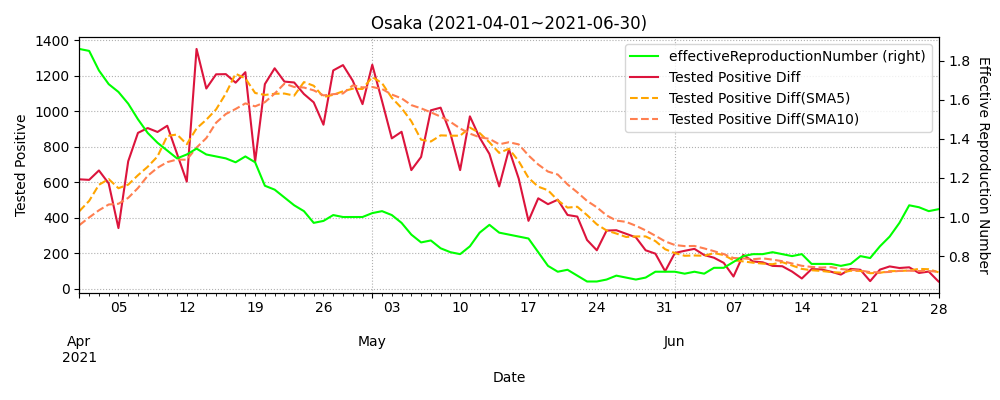 Osaka (2021-04-01~2021-06-30)
effectiveReproductionNumber (right)
Tested Positive Diff
Tested Positive Diff(SMA5)
Tested Positive Diff(SMA10)
Tested Positive
1400
1200
1000
800
600
400
200
0
Effective Reproduction Number
1.8
1.6
1.4
1.2
1.0
0.8
05 12 19 26 03 10 17 24 31 07 14 21 28
Apr May Jun
2021
Date